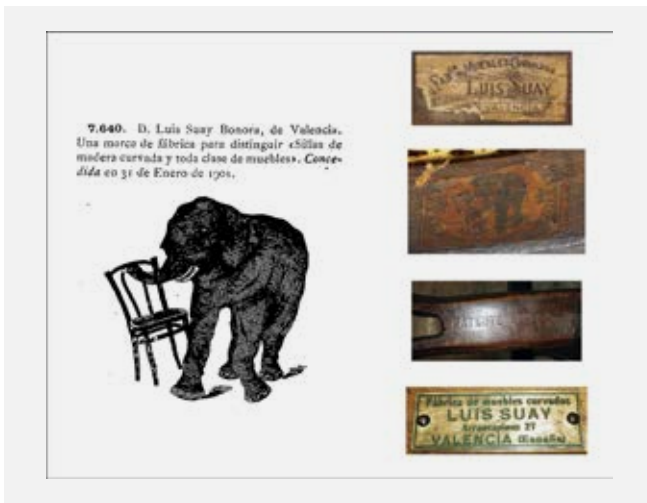 7.640. D. Luis Suay Bonora, de Valencia.
Una marca de fábrica para distinguir «Sillas de
madera curvada y toda clase de muebles». Conce-
dida en 31 de Enero de 1901.
LUIS SUAY
VALENCIA
Fábrica de muebles curvados
LUIS SUAY
VALENCIA (España)